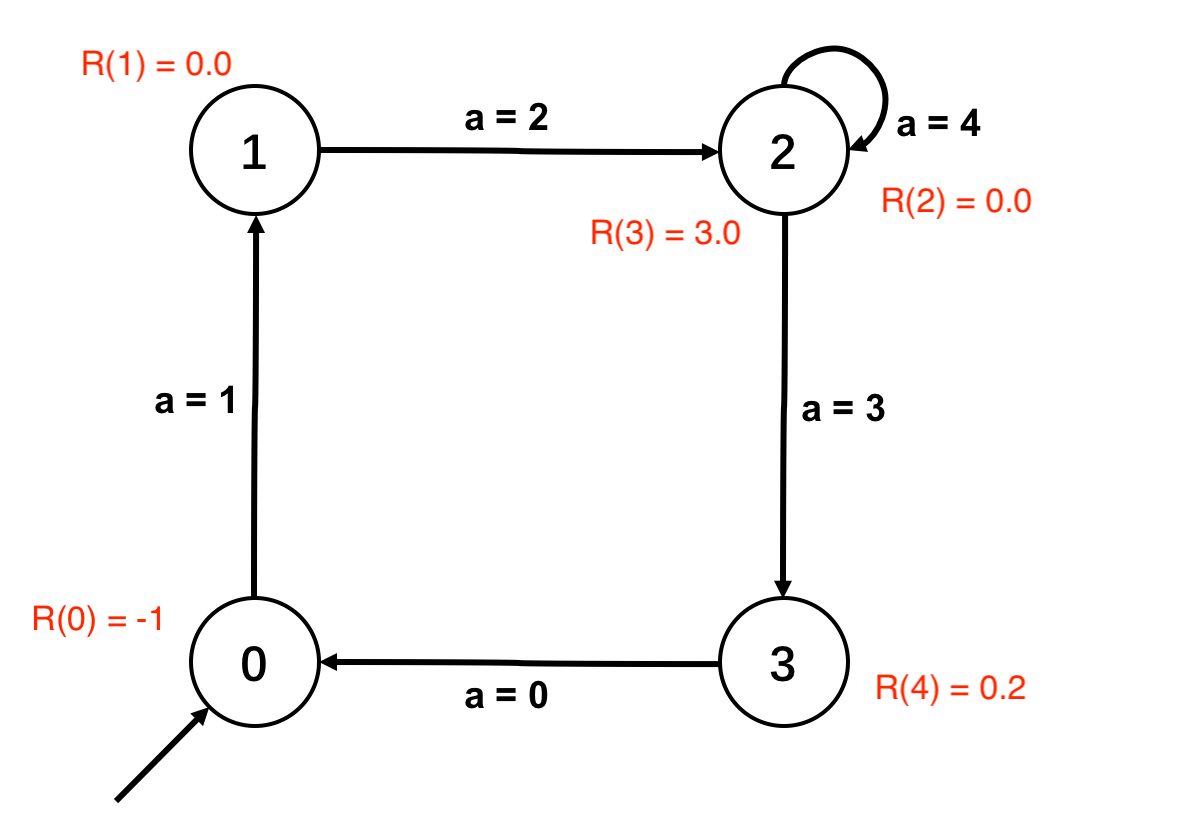 R(1) = 0.0
1
a = 2
2
a = 4
R(2) = 0.0
R(3) = 3.0
a = 1
a = 3
R(0) = -1
0
a = 0
3
R(4) = 0.2